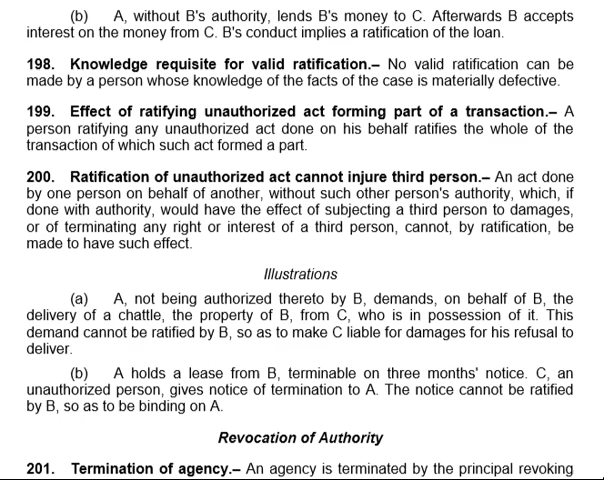 (b) A, without B's authority, lends B's money to C. Afterwards B accepts
interest on the money from C. B's conduct implies a ratification of the loan.
198. Knowledge requisite for valid ratification.– No valid ratification can be
made by a person whose knowledge of the facts of the case is materially defective.
199. Effect of ratifying unauthorized act forming part of a transaction.– A
person ratifying any unauthorized act done on his behalf ratifies the whole of the
transaction of which such act formed a part.
200. Ratification of unauthorized act cannot injure third person.– An act done
by one person on behalf of another, without such other person's authority, which, if
done with authority, would have the effect of subjecting a third person to damages,
or of terminating any right or interest of a third person, cannot, by ratification, be
made to have such effect.
Illustrations
(a) A, not being authorized thereto by B, demands, on behalf of B, the
delivery of a chattle, the property of B, from C, who is in possession of it. This
demand cannot be ratified by B, so as to make C liable for damages for his refusal to
deliver.
(b) A holds a lease from B, terminable on three months' notice. C, an
unauthorized person, gives notice of termination to A. The notice cannot be ratified
by B, so as to be binding on A.
Revocation of Authority
201. Termination of agency.– An agency is terminated by the principal revoking